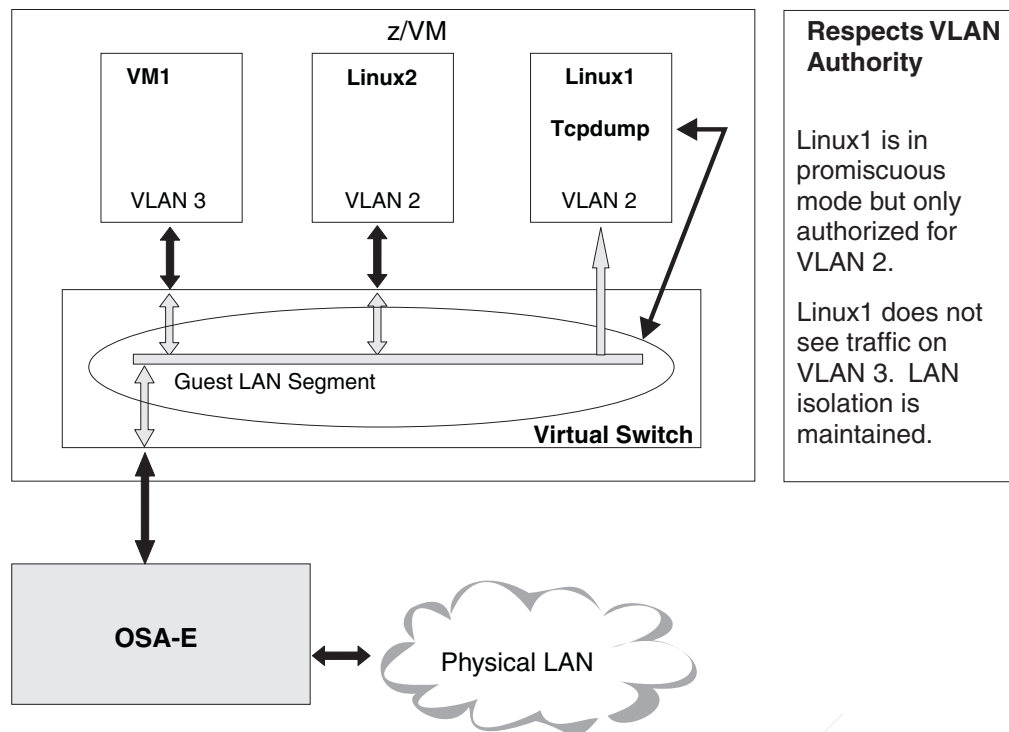 z/VM
VM1
VLAN 3
Linux2
VLAN 2
Linux1
Tcpdump
VLAN 2
Guest LAN Segment
Virtual Switch
OSA-E
Physical LAN
Respects VLAN
Authority
Linux1 is in
promiscuous
mode but only
authorized for
VLAN 2.
Linux1 does not
see traffic on
VLAN 3.  LAN
isolation is
maintained.